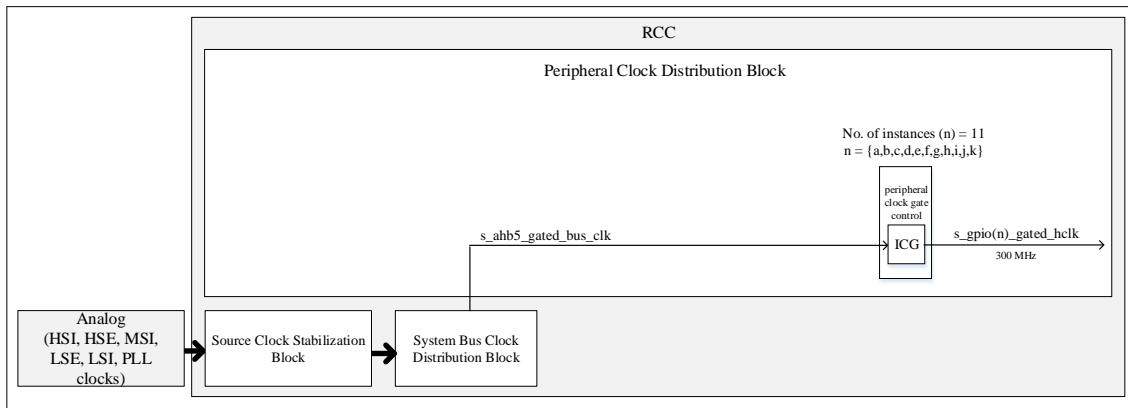 RCC
Peripheral Clock Distribution Block
No. of instances (n) = 11
n = {a,b,c,d,e,f,g,h,i,j,k}
peripheral
clock gate
control
s_ahb5_gated_bus_clk
ICG
s_gpio(n)_gated_hclk
300 MHz
Analog
(HSI, HSE, MSI,
LSE, LSI, PLL
clocks)
Source Clock Stabilization
Block
System Bus Clock
Distribution Block